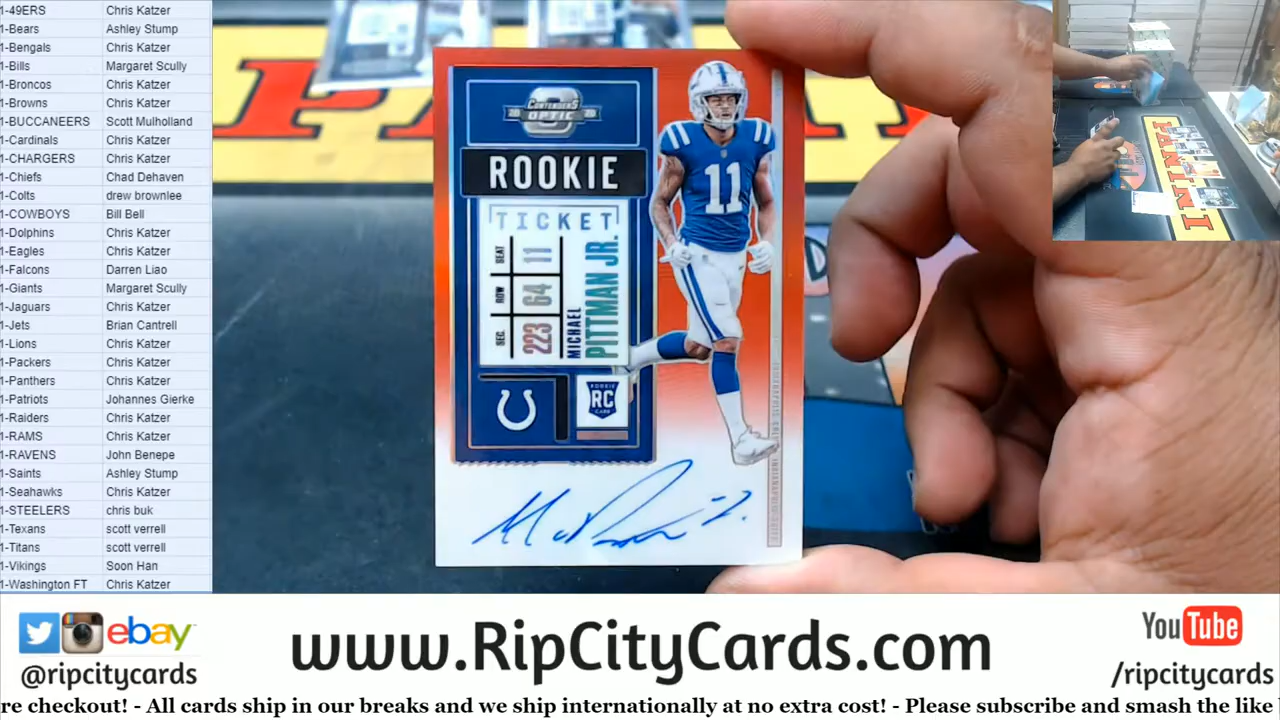 1-49ERS Chris Katzer
1-Bears Ashley Stump
1-Bengals Chris Katzer
1-Bills Margaret Scully
1-Broncos Chris Katzer
1-Browns Chris Katzer
1-BUCCANEERS Scott Mulholland
1-Cardinals Chris Katzer
1-CHARGERS Chris Katzer
1-Chiefs Chad Dehaven
1-Colts drew brownlee
1-COWBOYS Bill Bell
1-Dolphins Chris Katzer
1-Eagles Chris Katzer
1-Falcons Darren Liao
1-Giants Margaret Scully
1-Jaguars Chris Katzer
1-Jets Brian Cantrell
1-Lions Chris Katzer
1-Packers Chris Katzer
1-Panthers Chris Katzer
1-Patriots Johannes Gierke
1-Raiders Chris Katzer
1-RAMS Chris Katzer
1-RAVENS John Benepe
1-Saints Ashley Stump
1-Seahawks Chris Katzer
1-STEELERS chris buk
1-Texans scott verrell
1-Titans scott verrell
1-Vikings Soon Han
1-Washington FT Chris Katzer
CONTENDERS
20 OPTIC 20
ROOKIE
TICKET
SEAT 11
ROW 64
SEC. 223
MICHAEL
PITTMAN JR.
ROOKIE
RC
CARD
11
INDIANAPOLIS COLTS
PANINI
ebay
@ripcitycards
www.RipCityCards.com
YouTube
/ripcitycards
re checkout! - All cards ship in our breaks and we ship internationally at no extra cost! - Please subscribe and smash the like